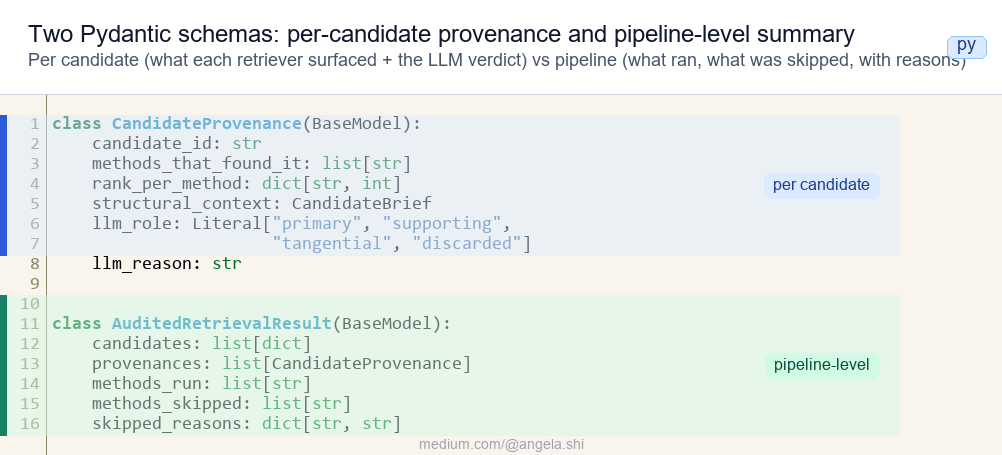 Two Pydantic schemas: per-candidate provenance and pipeline-level summary
py
Per candidate (what each retriever surfaced + the LLM verdict) vs pipeline (what ran, what was skipped, with reasons)
1 class CandidateProvenance(BaseModel):
2     candidate_id: str
3     methods_that_found_it: list[str]
4     rank_per_method: dict[str, int]
per candidate
5     structural_context: CandidateBrief
6     llm_role: Literal["primary", "supporting",
7                       "tangential", "discarded"]
8     llm_reason: str
9
10
11 class AuditedRetrievalResult(BaseModel):
12     candidates: list[dict]
13     provenances: list[CandidateProvenance]
pipeline-level
14     methods_run: list[str]
15     methods_skipped: list[str]
16     skipped_reasons: dict[str, str]
medium.com/@angela.shi